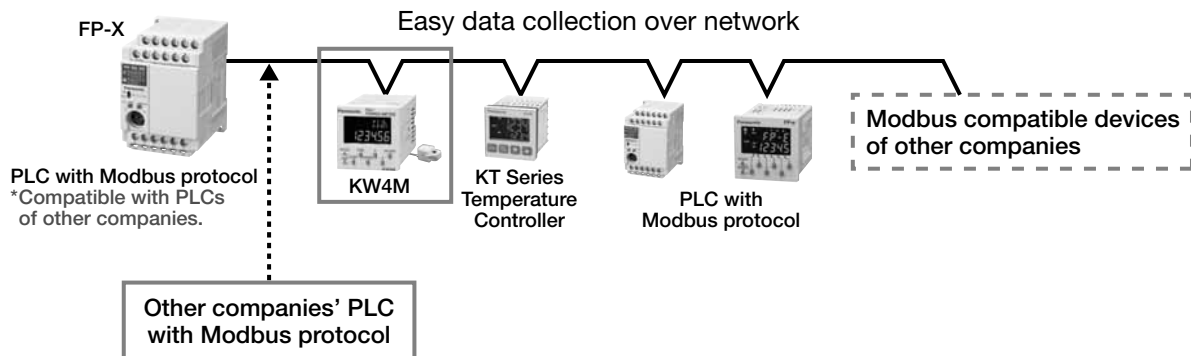 Easy data collection over network
FP-X
PLC with Modbus protocol
*Compatible with PLCs
of other companies.
KW4M
KT Series
Temperature
Controller
PLC with
Modbus protocol
Modbus compatible devices
of other companies
Other companies’ PLC
with Modbus protocol